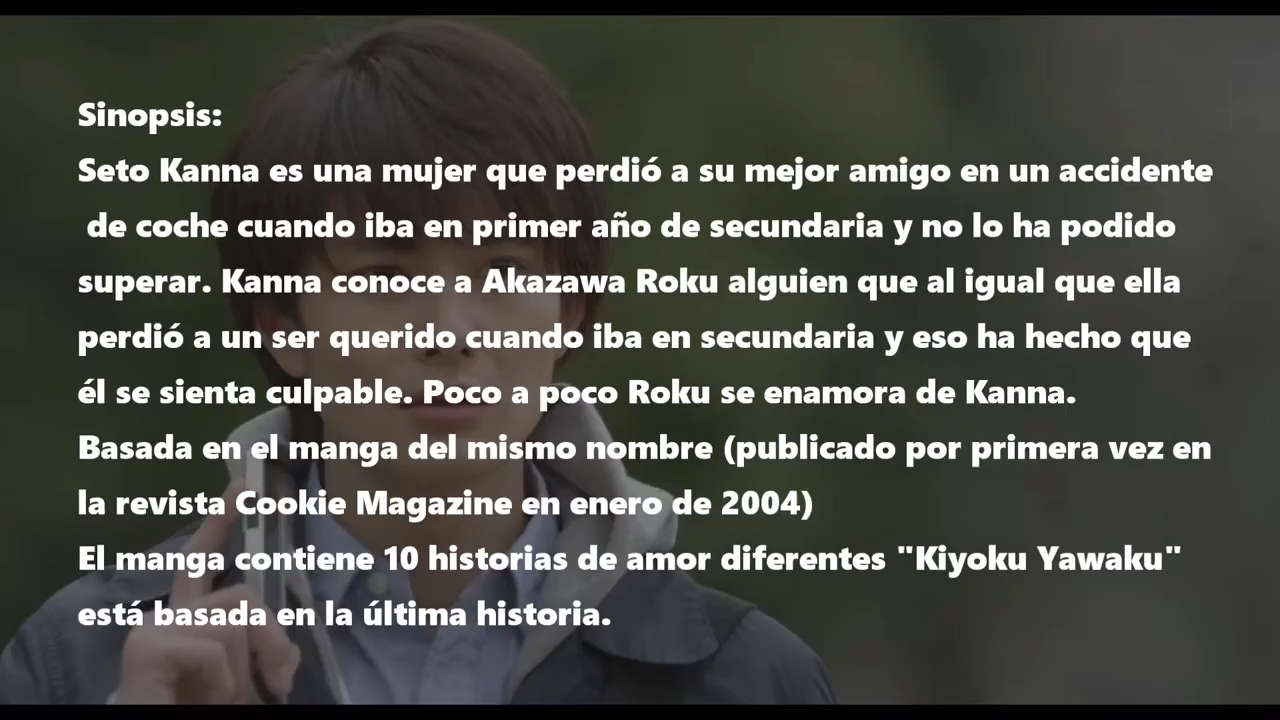 Sinopsis:
Seto Kanna es una mujer que perdió a su mejor amigo en un accidente
de coche cuando iba en primer año de secundaria y no lo ha podido
superar. Kanna conoce a Akazawa Roku alguien que al igual que ella
perdió a un ser querido cuando iba en secundaria y eso ha hecho que
él se sienta culpable. Poco a poco Roku se enamora de Kanna.
Basada en el manga del mismo nombre (publicado por primera vez en
la revista Cookie Magazine en enero de 2004)
El manga contiene 10 historias de amor diferentes "Kiyoku Yawaku"
está basada en la última historia.